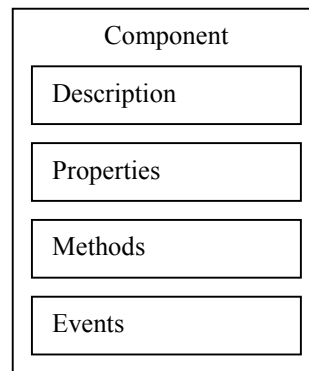 Component
Description
Properties
Methods
Events